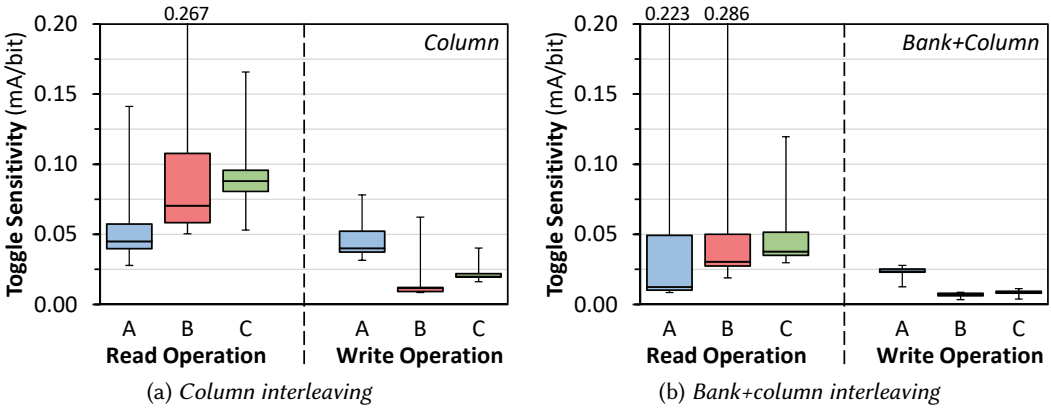 0.267
0.20
0.15
0.10
0.05
0.00
Toggle Sensitivity (mA/bit)
Column
A B C A B C
Read Operation Write Operation
(a) Column interleaving
0.223 0.286
0.20
0.15
0.10
0.05
0.00
Toggle Sensitivity (mA/bit)
Bank+Column
A B C A B C
Read Operation Write Operation
(b) Bank+column interleaving